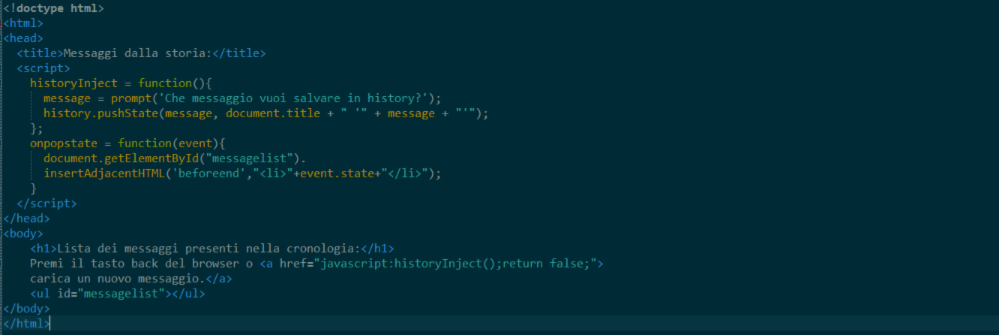 <!doctype html>
<html>
<head>
  <title>Messaggi dalla storia:</title>
  <script>
    historyInject = function(){
      message = prompt('Che messaggio vuoi salvare in history?');
      history.pushState(message, document.title + " '" + message + "'");
    };
    onpopstate = function(event){
      document.getElementById("messagelist").
      insertAdjacentHTML('beforeend',"<li>"+event.state+"</li>");
    }
  </script>
</head>
<body>
    <h1>Lista dei messaggi presenti nella cronologia:</h1>
    Premi il tasto back del browser o <a href="javascript:historyInject();return false;">
    carica un nuovo messaggio.</a>
    <ul id="messagelist"></ul>
</body>
</html>